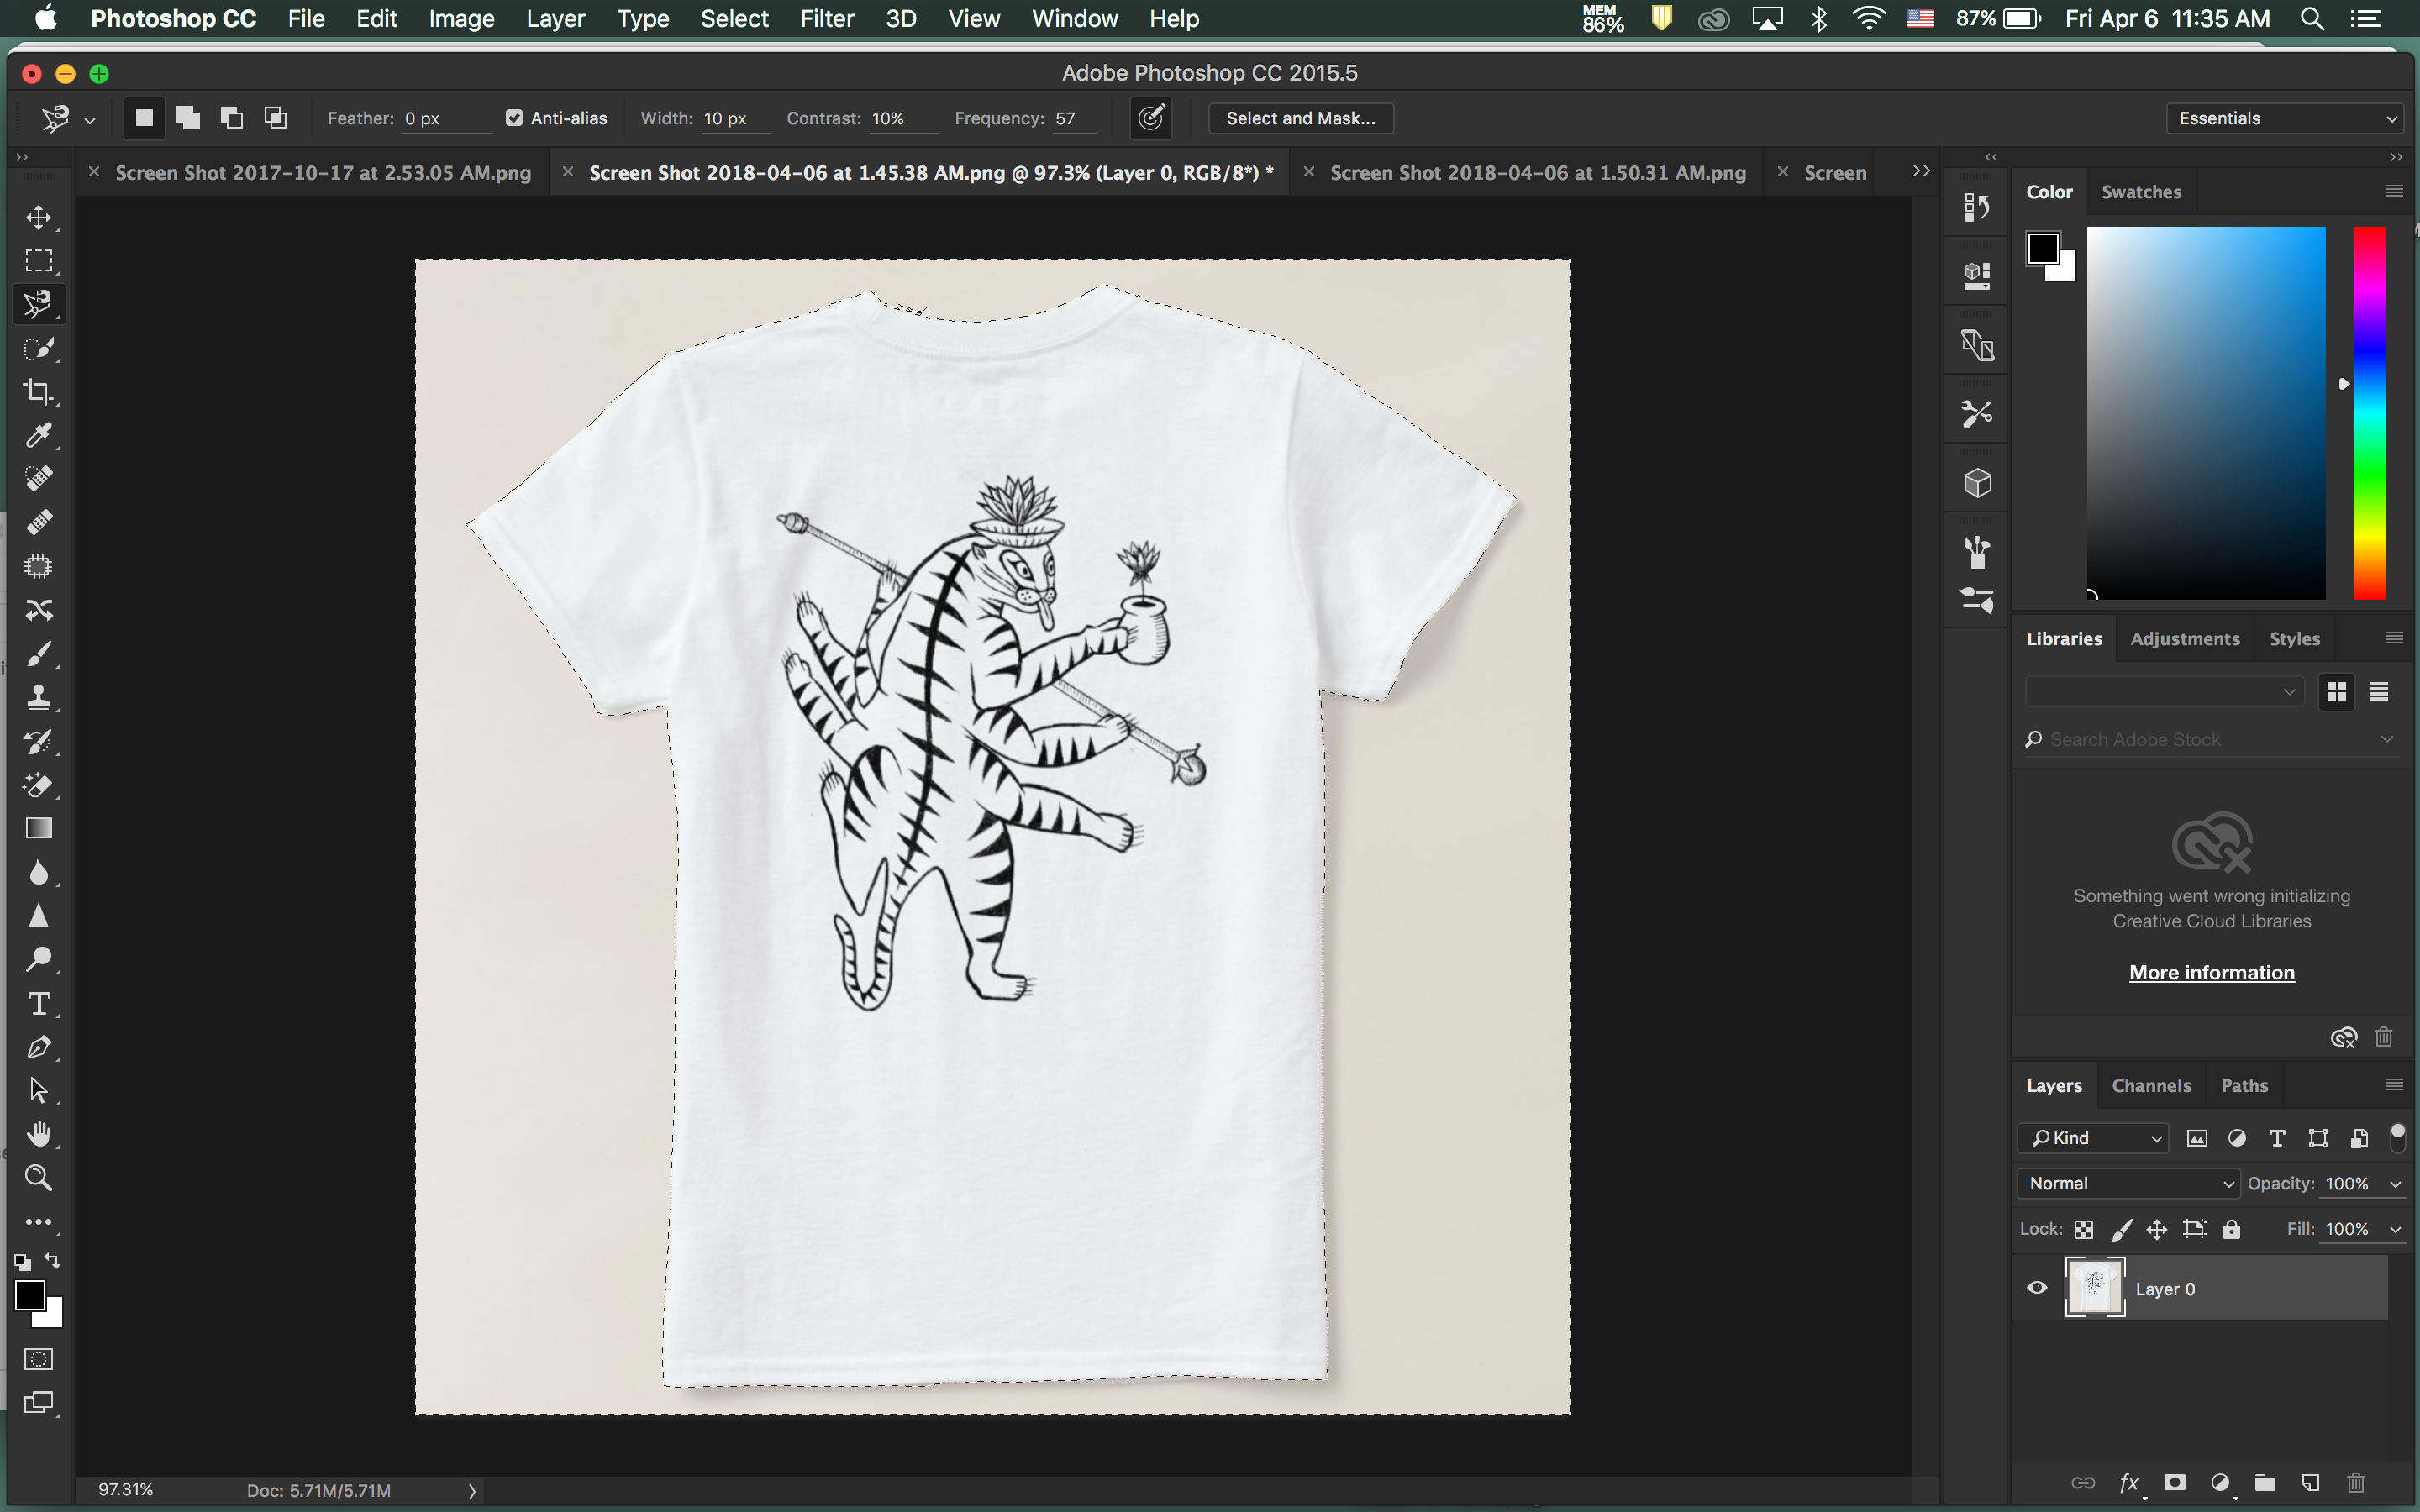 Photoshop CC File Edit Image Layer Type Select Filter 3D View Window Help MEM 86% 87% Fri Apr 6 11:35 AM
Adobe Photoshop CC 2015.5
Feather: 0 px Anti-alias Width: 10 px Contrast: 10% Frequency: 57 Select and Mask... Essentials
Screen Shot 2017-10-17 at 2.53.05 AM.png Screen Shot 2018-04-06 at 1.45.38 AM.png @ 97.3% (Layer 0, RGB/8*) * Screen Shot 2018-04-06 at 1.50.31 AM.png Screen
Color Swatches
Libraries Adjustments Styles
Search Adobe Stock
Something went wrong initializing
Creative Cloud Libraries
More information
Layers Channels Paths
Kind
Normal Opacity: 100%
Lock: Fill: 100%
Layer 0
97.31% Doc: 5.71M/5.71M